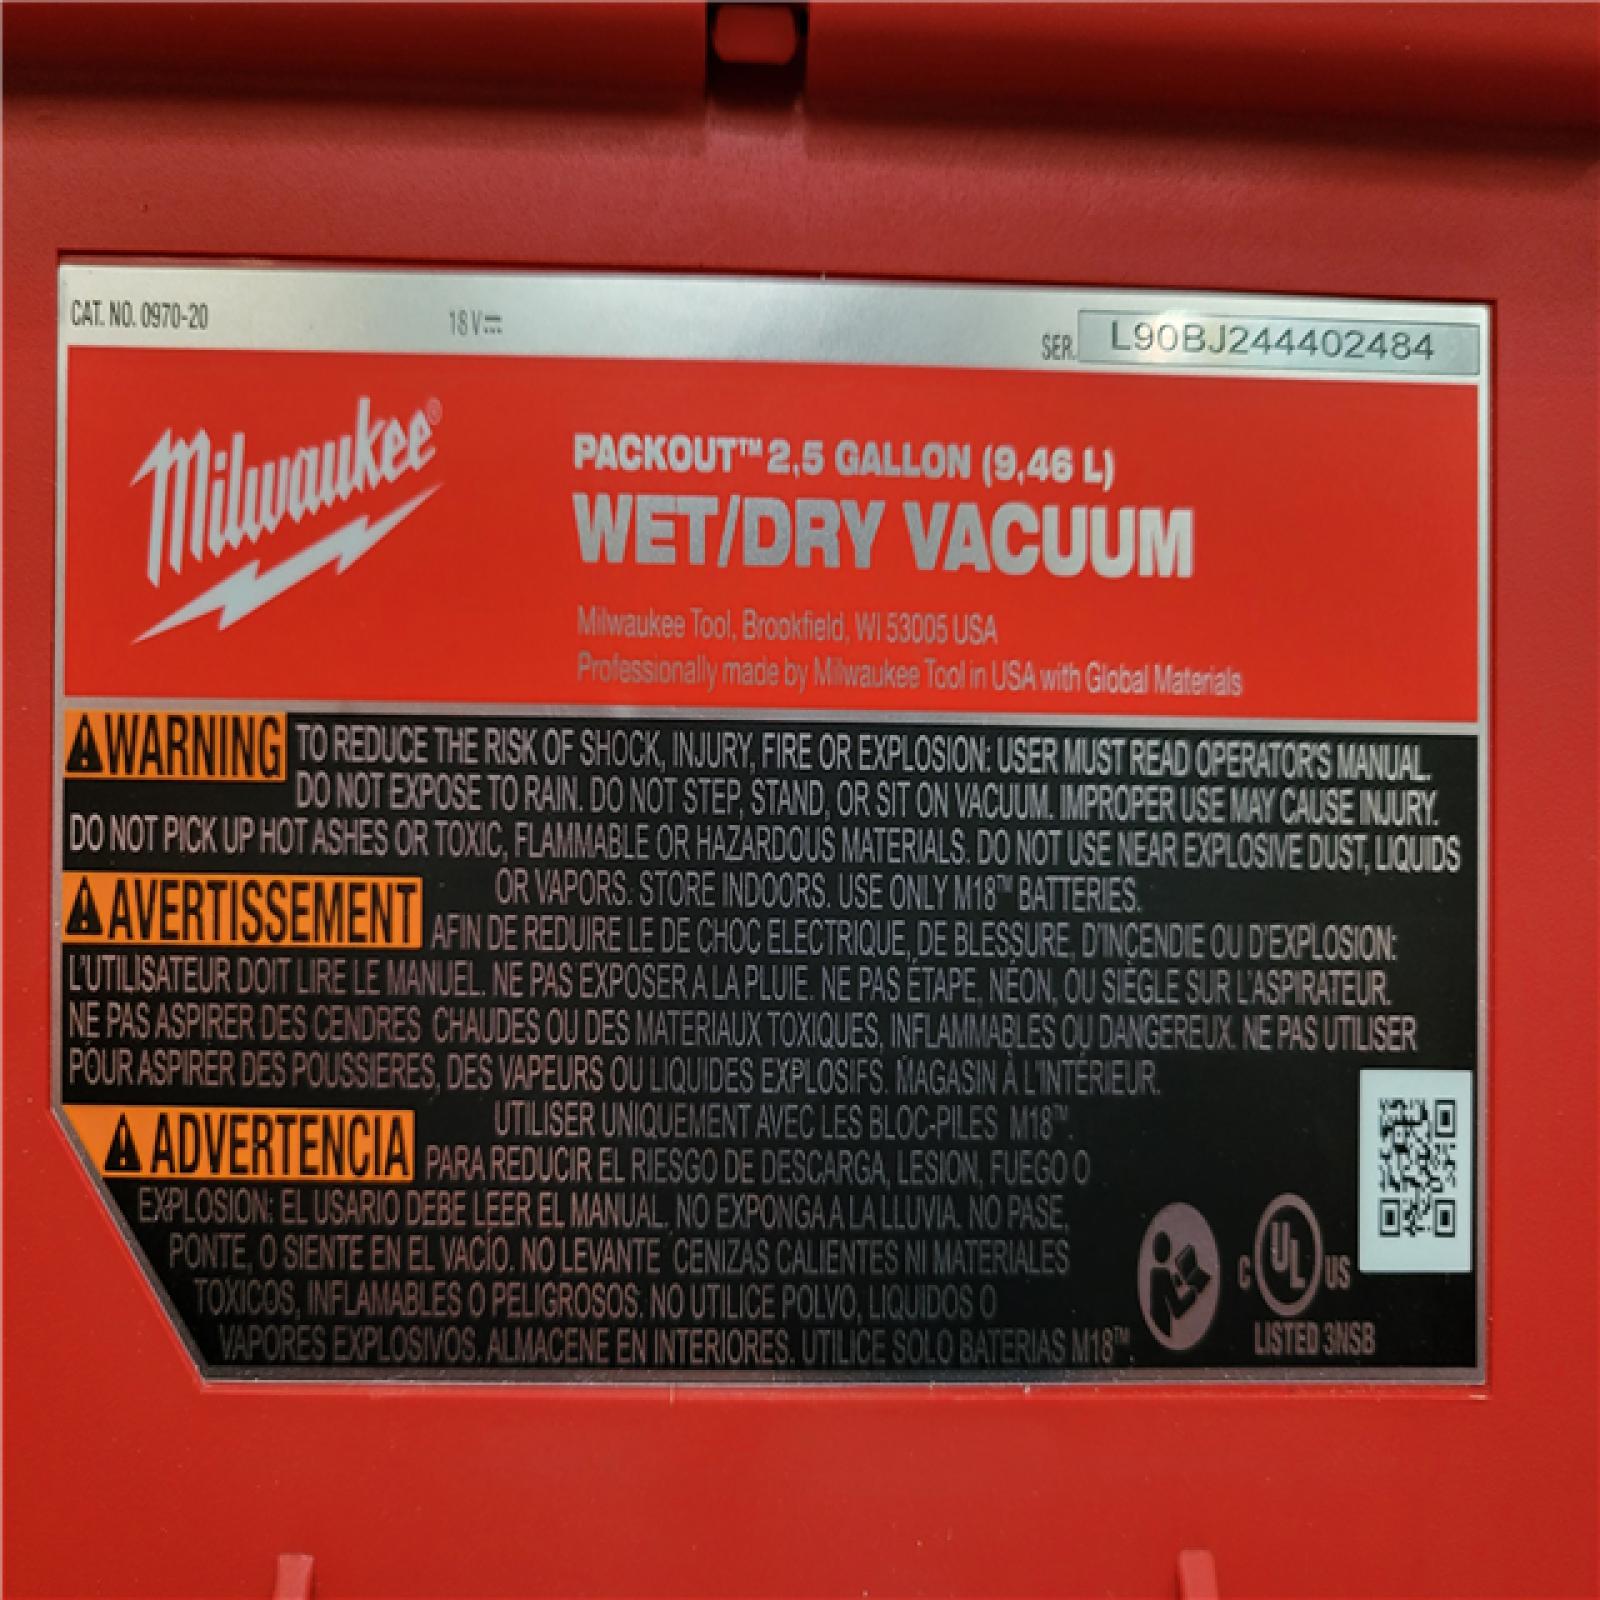 CAT. NO. 0970-20 18 V⎓ SER. L90BJ244402484
Milwaukee®
PACKOUT™ 2,5 GALLON (9,46 L)
WET/DRY VACUUM
Milwaukee Tool, Brookfield, WI 53005 USA
Professionally made by Milwaukee Tool in USA with Global Materials
⚠WARNING TO REDUCE THE RISK OF SHOCK, INJURY, FIRE OR EXPLOSION: USER MUST READ OPERATOR'S MANUAL.
DO NOT EXPOSE TO RAIN. DO NOT STEP, STAND, OR SIT ON VACUUM. IMPROPER USE MAY CAUSE INJURY.
DO NOT PICK UP HOT ASHES OR TOXIC, FLAMMABLE OR HAZARDOUS MATERIALS. DO NOT USE NEAR EXPLOSIVE DUST, LIQUIDS
OR VAPORS. STORE INDOORS. USE ONLY M18™ BATTERIES.
⚠AVERTISSEMENT AFIN DE REDUIRE LE DE CHOC ELECTRIQUE, DE BLESSURE, D'INCENDIE OU D'EXPLOSION:
L'UTILISATEUR DOIT LIRE LE MANUEL. NE PAS EXPOSER A LA PLUIE. NE PAS ÉTAPE, NEON, OU SIÈGLE SUR L'ASPIRATEUR.
NE PAS ASPIRER DES CENDRES CHAUDES OU DES MATERIAUX TOXIQUES, INFLAMMABLES OU DANGEREUX. NE PAS UTILISER
POUR ASPIRER DES POUSSIERES, DES VAPEURS OU LIQUIDES EXPLOSIFS. MAGASIN À L'INTÉRIEUR.
UTILISER UNIQUEMENT AVEC LES BLOC-PILES M18™.
⚠ADVERTENCIA PARA REDUCIR EL RIESGO DE DESCARGA, LESION, FUEGO O
EXPLOSION: EL USARIO DEBE LEER EL MANUAL. NO EXPONGA A LA LLUVIA. NO PASE,
PONTE, O SIENTE EN EL VACÍO. NO LEVANTE CENIZAS CALIENTES NI MATERIALES
TOXICOS, INFLAMABLES O PELIGROSOS. NO UTILICE POLVO, LIQUIDOS O
VAPORES EXPLOSIVOS. ALMACENE EN INTERIORES. UTILICE SOLO BATERIAS M18™.
C UL US
LISTED 3NSB